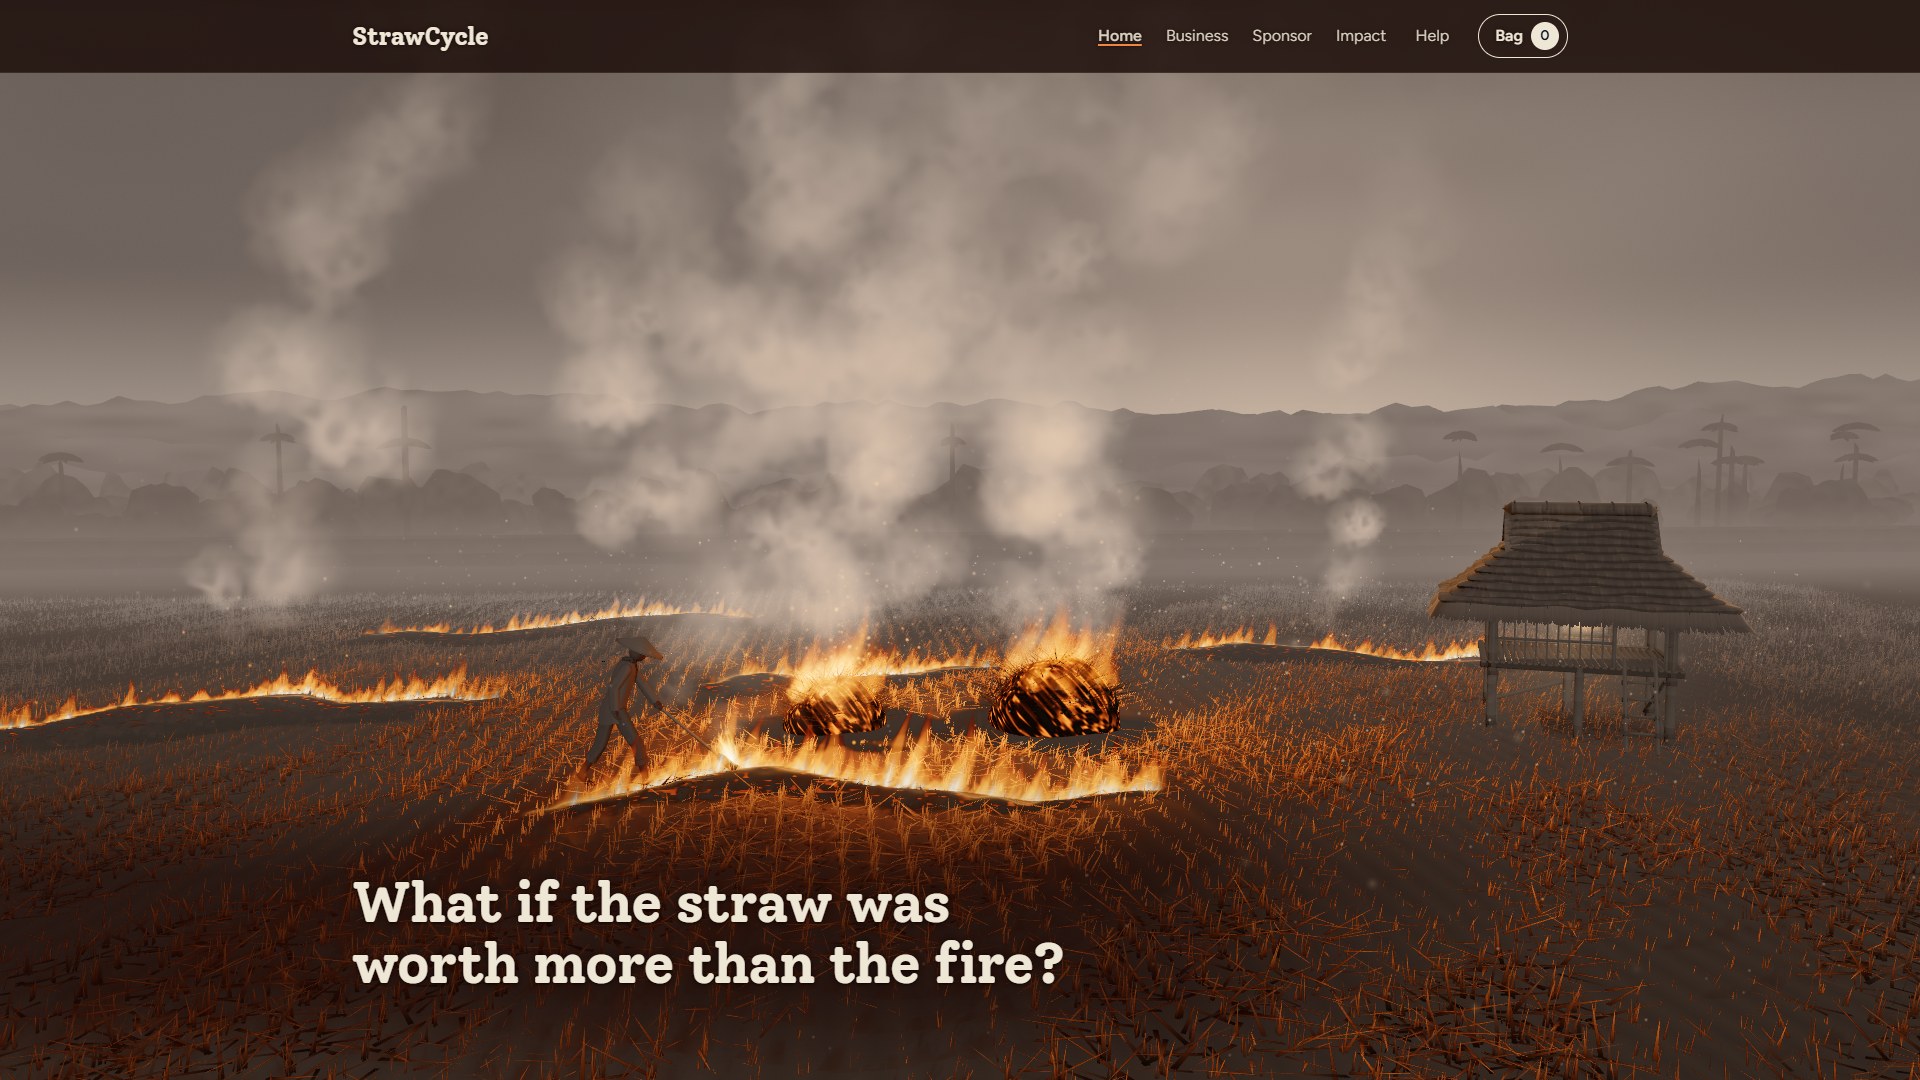 StrawCycle
Home Business Sponsor Impact Help Bag 0
What if the straw was
worth more than the fire?